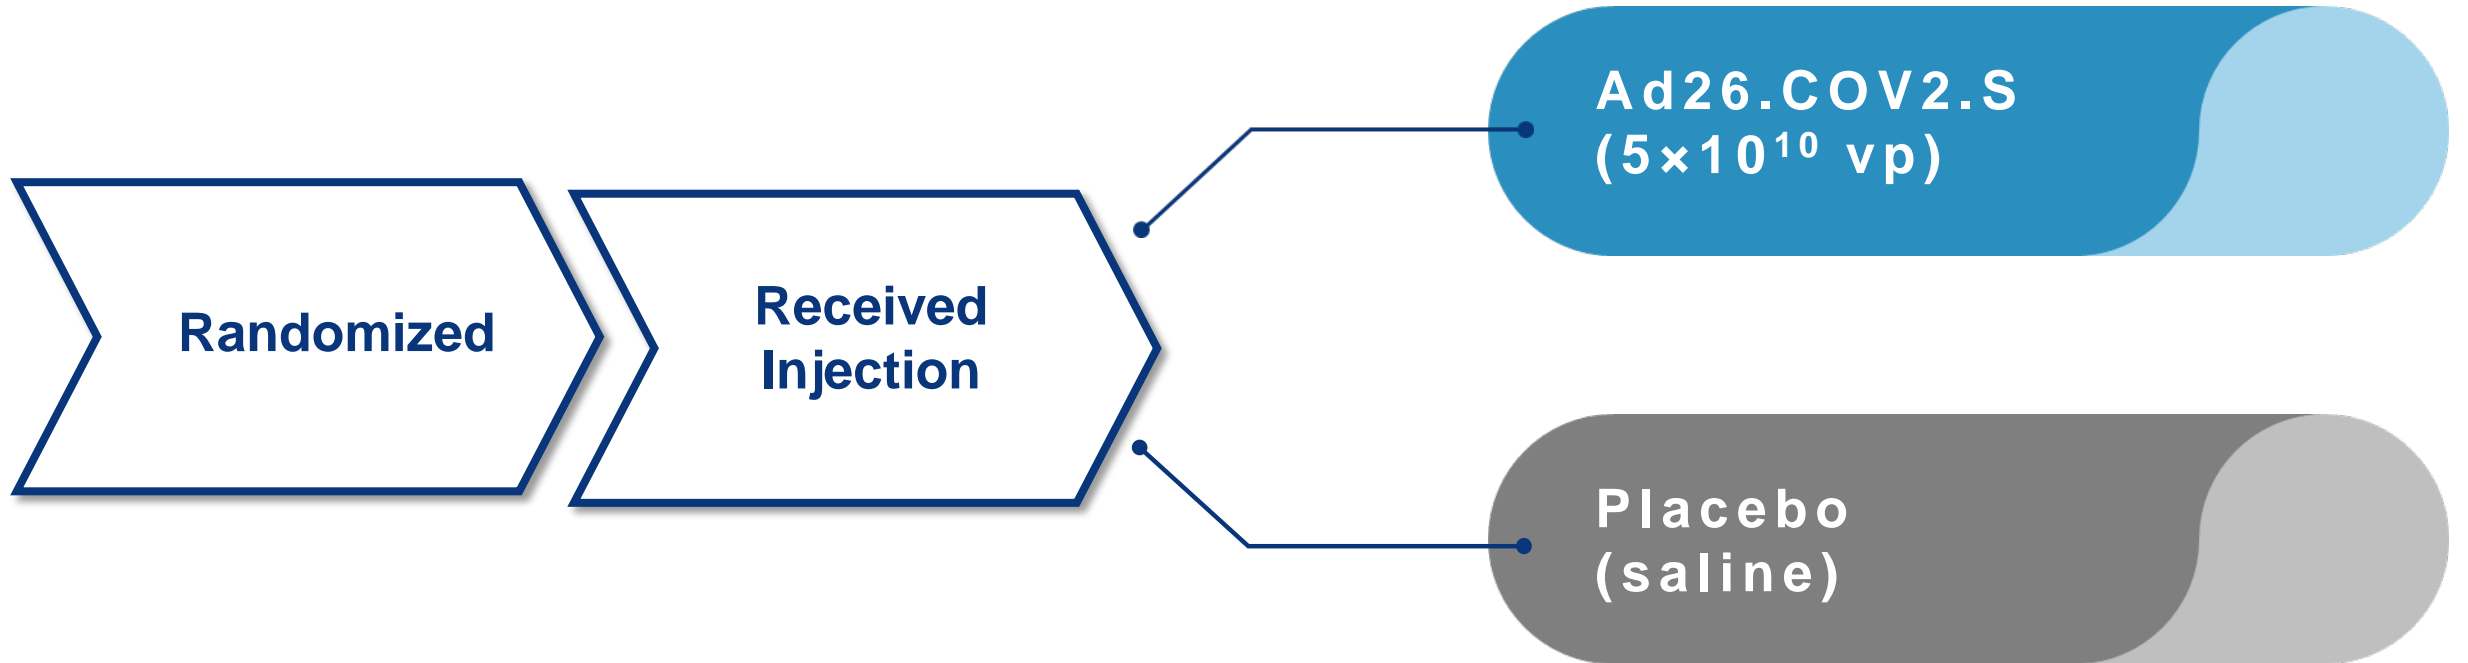 Randomized
Received
Injection
Ad26.COV2.S
(5×10¹⁰ vp)
Placebo
(saline)